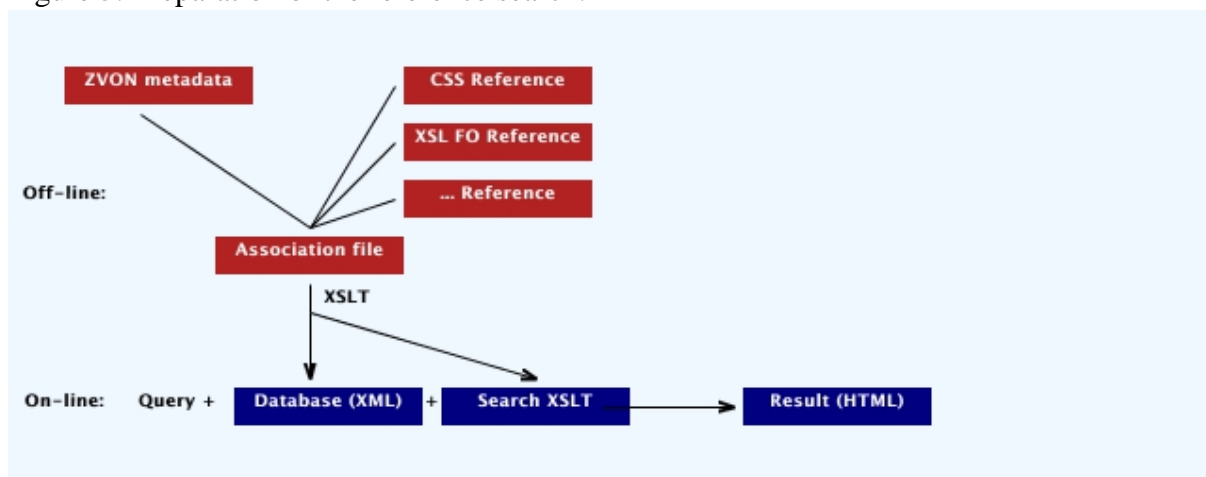 ZVON metadata
CSS Reference
XSL FO Reference
Off-line:
... Reference
Association file
XSLT
On-line: Query + Database (XML) + Search XSLT Result (HTML)